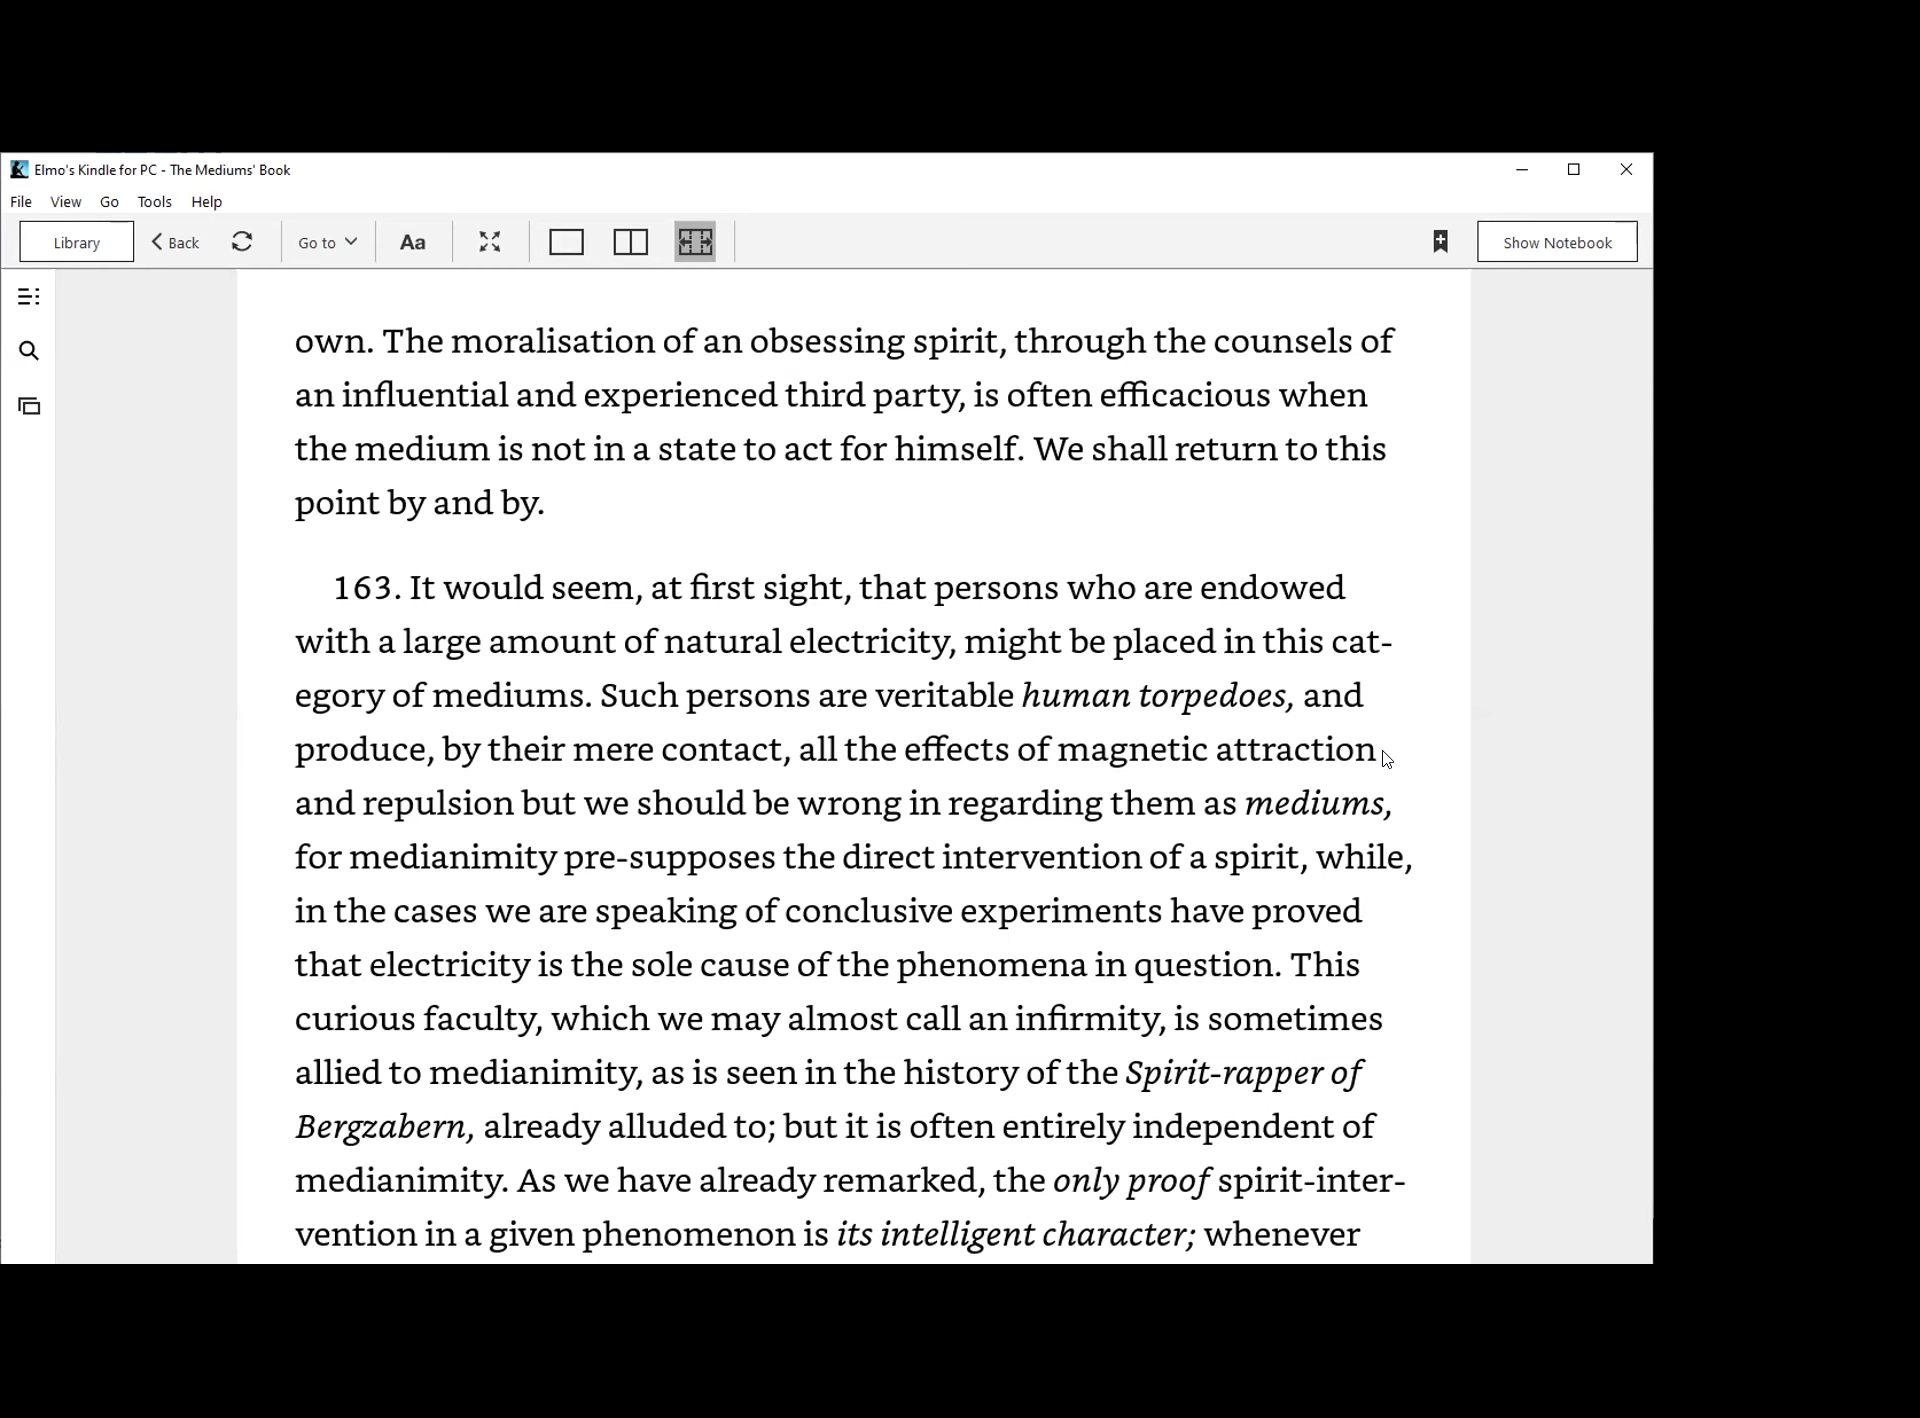 Elmo's Kindle for PC - The Mediums' Book
File View Go Tools Help
Library Back Go to Aa Show Notebook
own. The moralisation of an obsessing spirit, through the counsels of
an influential and experienced third party, is often efficacious when
the medium is not in a state to act for himself. We shall return to this
point by and by.
163. It would seem, at first sight, that persons who are endowed
with a large amount of natural electricity, might be placed in this cat-
egory of mediums. Such persons are veritable human torpedoes, and
produce, by their mere contact, all the effects of magnetic attraction
and repulsion but we should be wrong in regarding them as mediums,
for medianimity pre-supposes the direct intervention of a spirit, while,
in the cases we are speaking of conclusive experiments have proved
that electricity is the sole cause of the phenomena in question. This
curious faculty, which we may almost call an infirmity, is sometimes
allied to medianimity, as is seen in the history of the Spirit-rapper of
Bergzabern, already alluded to; but it is often entirely independent of
medianimity. As we have already remarked, the only proof spirit-inter-
vention in a given phenomenon is its intelligent character; whenever